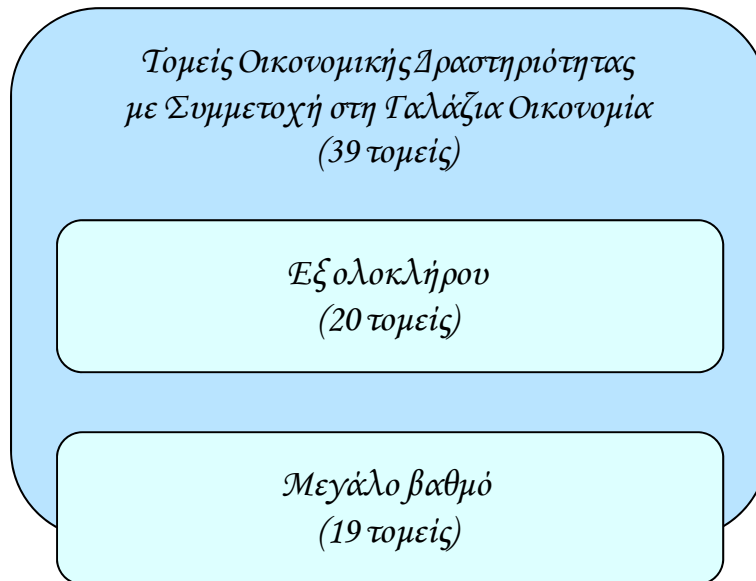 Τομείς Οικονομικής Δραστηριότητας
με Συμμετοχή στη Γαλάζια Οικονομία
(39 τομείς)
Εξ ολοκλήρου
(20 τομείς)
Μεγάλο βαθμό
(19 τομείς)